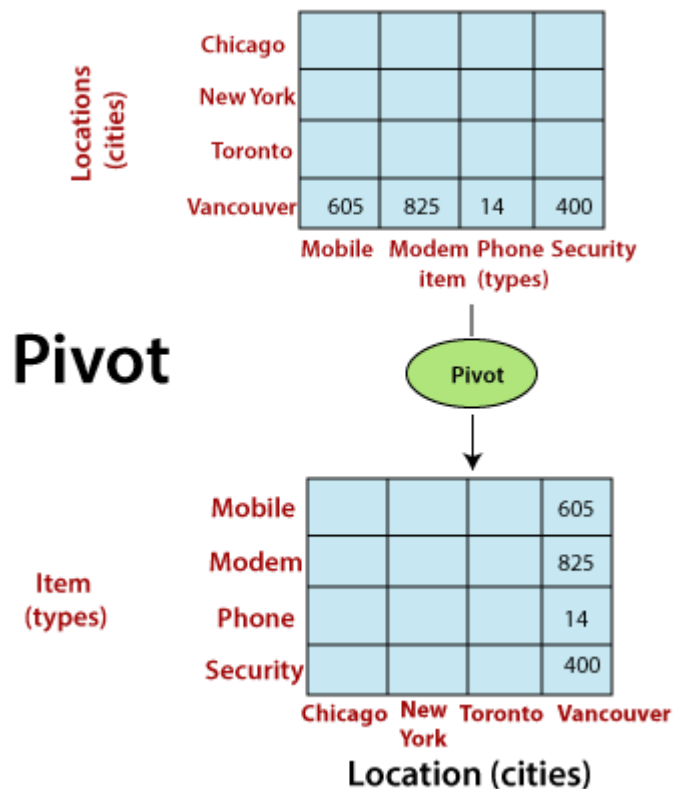 Locations
(cities)
Chicago
New York
Toronto
Vancouver 605 825 14 400
Mobile Modem Phone Security
item (types)
Pivot
Pivot
Item
(types)
Mobile 605
Modem 825
Phone 14
Security 400
Chicago New York Toronto Vancouver
Location (cities)